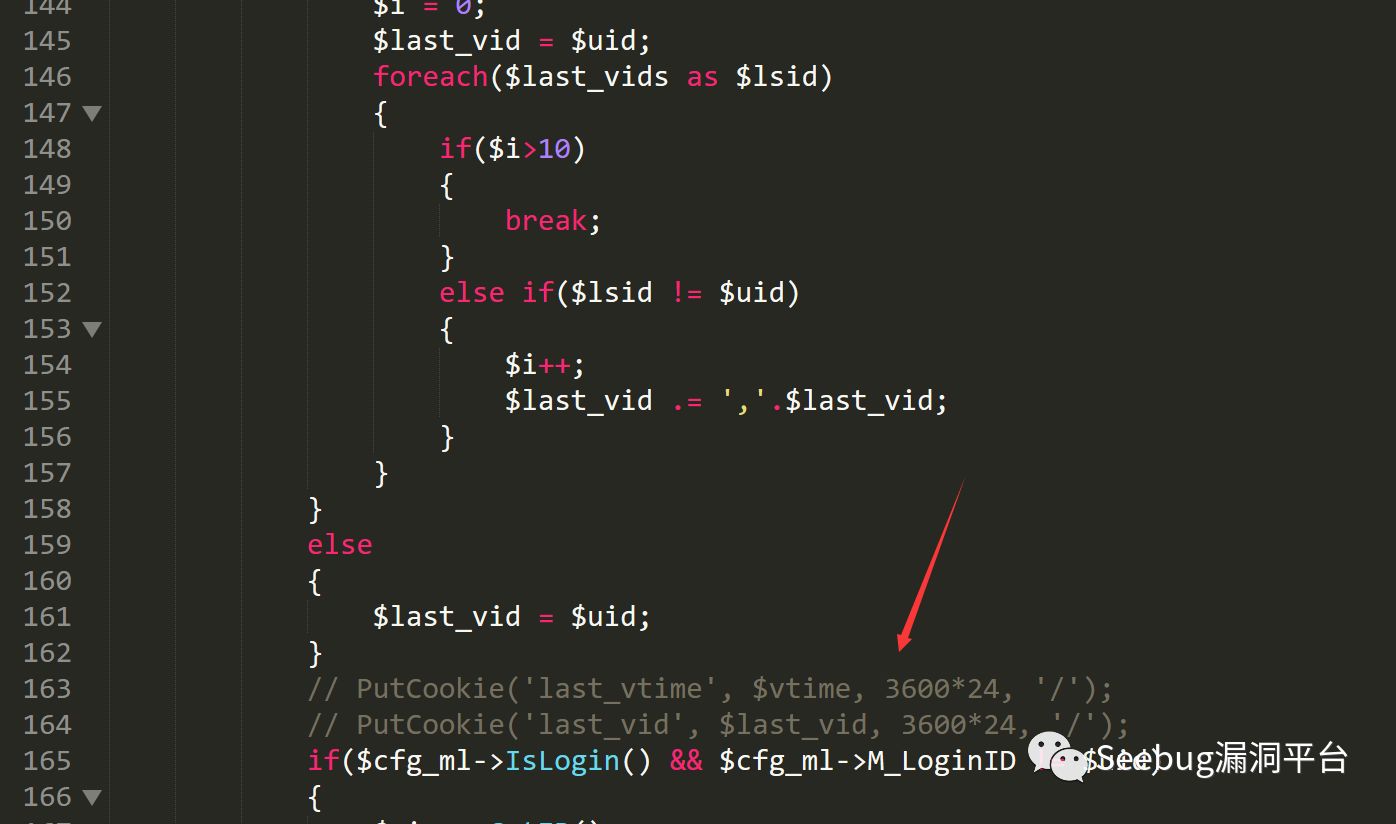 144 $i = 0;
145 $last_vid = $uid;
146 foreach($last_vids as $lsid)
147 {
148 if($i>10)
149 {
150 break;
151 }
152 else if($lsid != $uid)
153 {
154 $i++;
155 $last_vid .= ','.$last_vid;
156 }
157 }
158 }
159 else
160 {
161 $last_vid = $uid;
162 }
163 // PutCookie('last_vtime', $vtime, 3600*24, '/');
164 // PutCookie('last_vid', $last_vid, 3600*24, '/');
165 if($cfg_ml->IsLogin() && $cfg_ml->M_LoginID != $uid)
166 {
Seebug漏洞平台